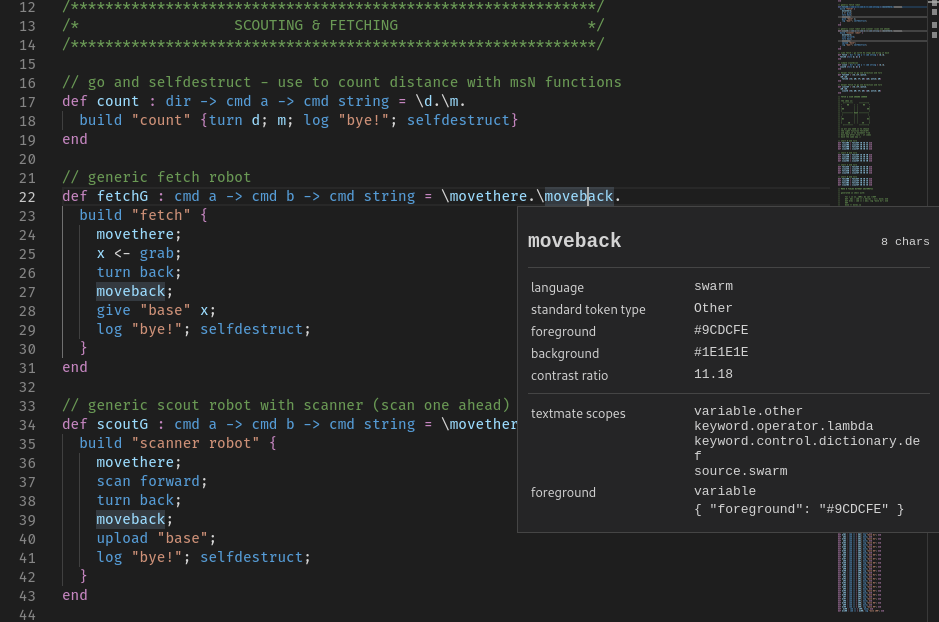 12 /*************************************************************/
13 /* SCOUTING & FETCHING */
14 /*************************************************************/
15
16 // go and selfdestruct - use to count distance with msN functions
17 def count : dir -> cmd a -> cmd string = \d.\m.
18 build "count" {turn d; m; log "bye!"; selfdestruct}
19 end
20
21 // generic fetch robot
22 def fetchG : cmd a -> cmd b -> cmd string = \movethere.\moveback.
23 build "fetch" {
24 movethere;
25 x <- grab;
26 turn back;
27 moveback;
28 give "base" x;
29 log "bye!"; selfdestruct;
30 }
31 end
32
33 // generic scout robot with scanner (scan one ahead)
34 def scoutG : cmd a -> cmd b -> cmd string = \movether
35 build "scanner robot" {
36 movethere;
37 scan forward;
38 turn back;
39 moveback;
40 upload "base";
41 log "bye!"; selfdestruct;
42 }
43 end
44
moveback 8 chars
language swarm
standard token type Other
foreground #9CDCFE
background #1E1E1E
contrast ratio 11.18
textmate scopes variable.other
keyword.operator.lambda
keyword.control.dictionary.de
f
source.swarm
foreground variable
{ "foreground": "#9CDCFE" }